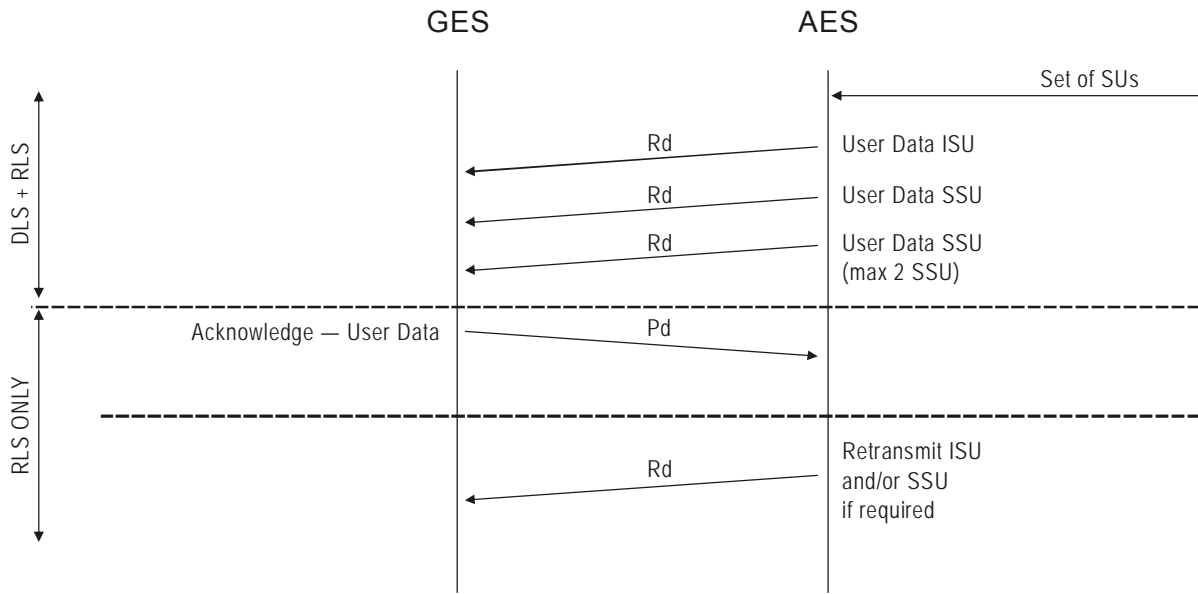 GES
AES
Set of SUs
DLS + RLS
Rd
User Data ISU
Rd
User Data SSU
Rd
User Data SSU
(max 2 SSU)
Acknowledge — User Data
Pd
RLS ONLY
Rd
Retransmit ISU
and/or SSU
if required